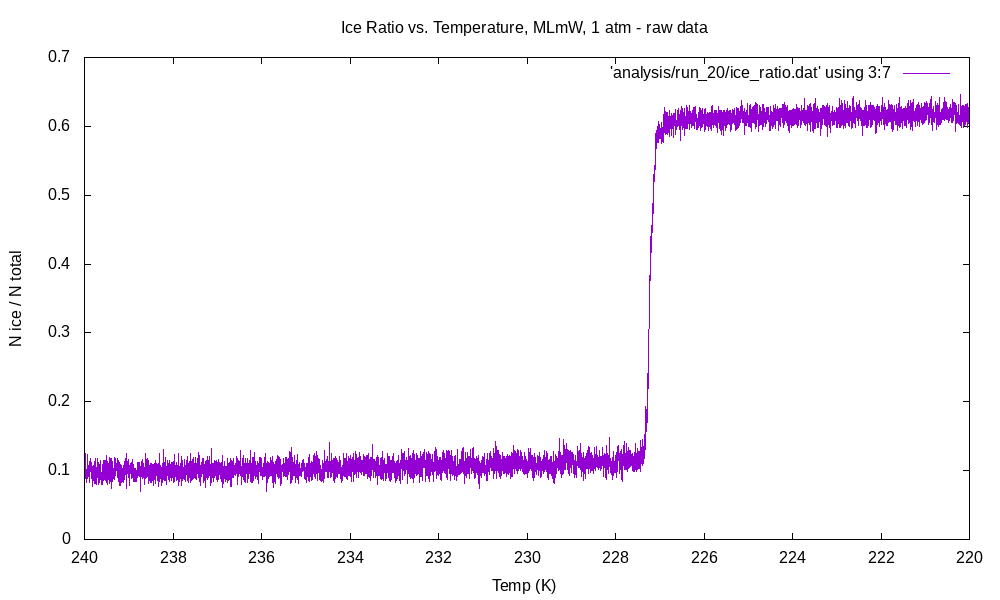 Ice Ratio vs. Temperature, MLmW, 1 atm - raw data
0.7
'analysis/run_20/ice_ratio.dat' using 3:7
0.6
0.5
0.4
0.3
0.2
0.1
0
N ice / N total
240 238 236 234 232 230 228 226 224 222 220
Temp (K)